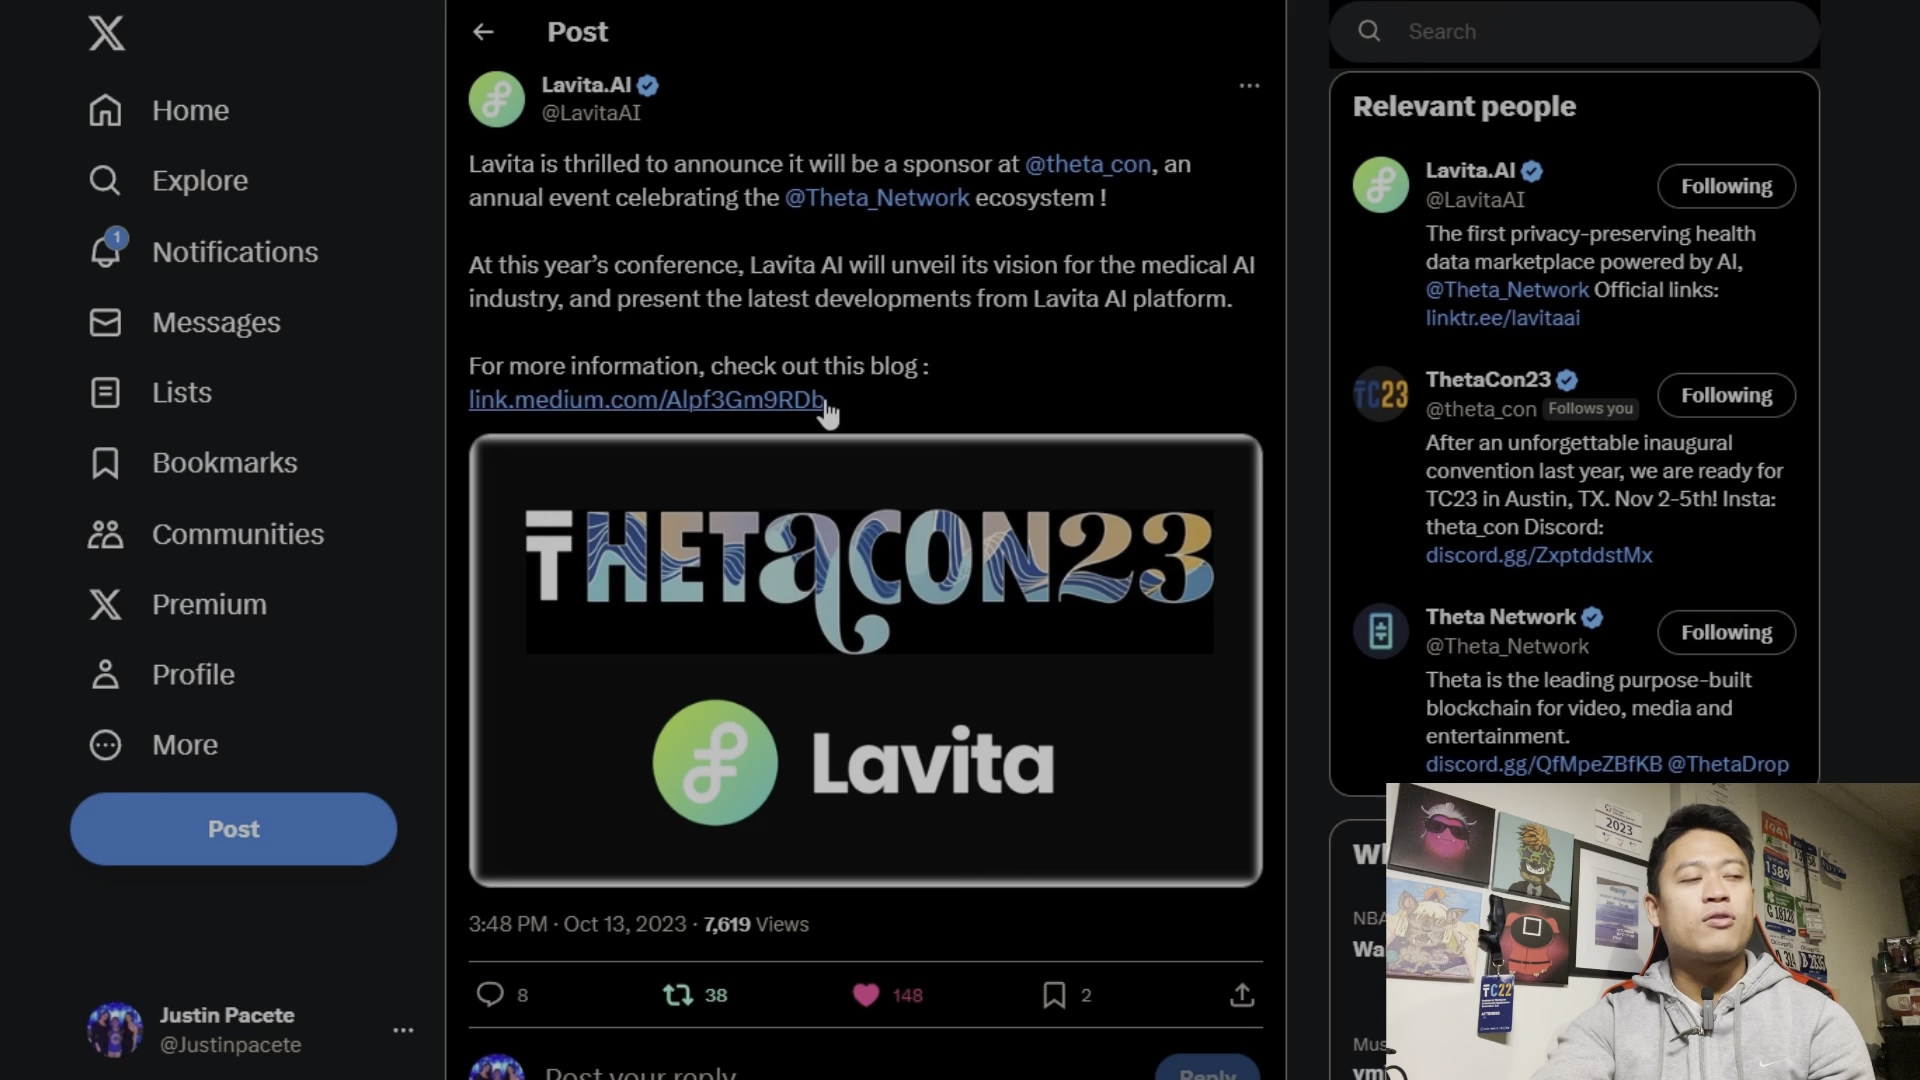 Home
Explore
1
Notifications
Messages
Lists
Bookmarks
Communities
Premium
Profile
More
Post
Justin Pacete
@Justinpacete
Post
Lavita.AI
@LavitaAI
Lavita is thrilled to announce it will be a sponsor at @theta_con, an
annual event celebrating the @Theta_Network ecosystem !
At this year’s conference, Lavita AI will unveil its vision for the medical AI
industry, and present the latest developments from Lavita AI platform.
For more information, check out this blog :
link.medium.com/Alpf3Gm9RDb
THETACON23
Lavita
3:48 PM · Oct 13, 2023 · 7,619 Views
8
38
148
2
Post your reply
Reply
Search
Relevant people
Lavita.AI
@LavitaAI
Following
The first privacy-preserving health
data marketplace powered by AI,
@Theta_Network Official links:
linktr.ee/lavitaai
ThetaCon23
@theta_con Follows you
Following
TC23
After an unforgettable inaugural
convention last year, we are ready for
TC23 in Austin, TX. Nov 2-5th! Insta:
theta_con Discord:
discord.gg/ZxptddstMx
Theta Network
@Theta_Network
Following
Theta is the leading purpose-built
blockchain for video, media and
entertainment.
discord.gg/QfMpeZBfKB @ThetaDrop
NBA
2023
1589
TC22